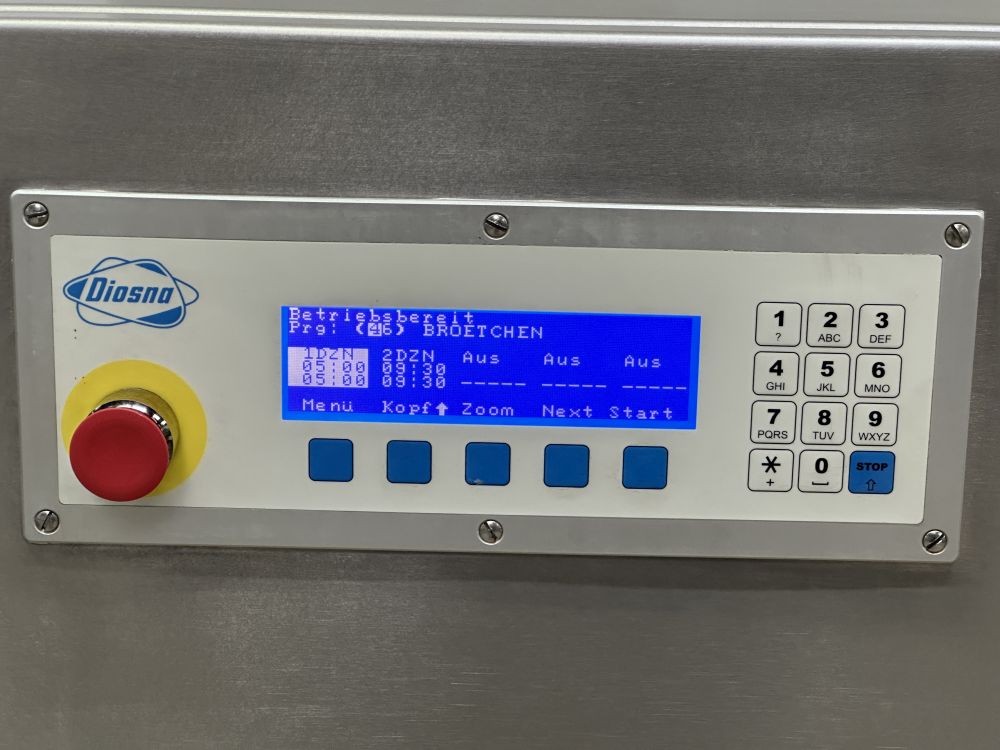 Diosna
Betriebsbereit
Prg: (46) BROETCHEN
1DZN 2DZN Aus Aus Aus
05:00 09:30
05:00 09:30 ----- ----- -----
Menü Kopf⬆ Zoom Next Start
1 2 3
? ABC DEF
4 5 6
GHI JKL MNO
7 8 9
PQRS TUV WXYZ
* 0 STOP
+ ⎵ ⇧